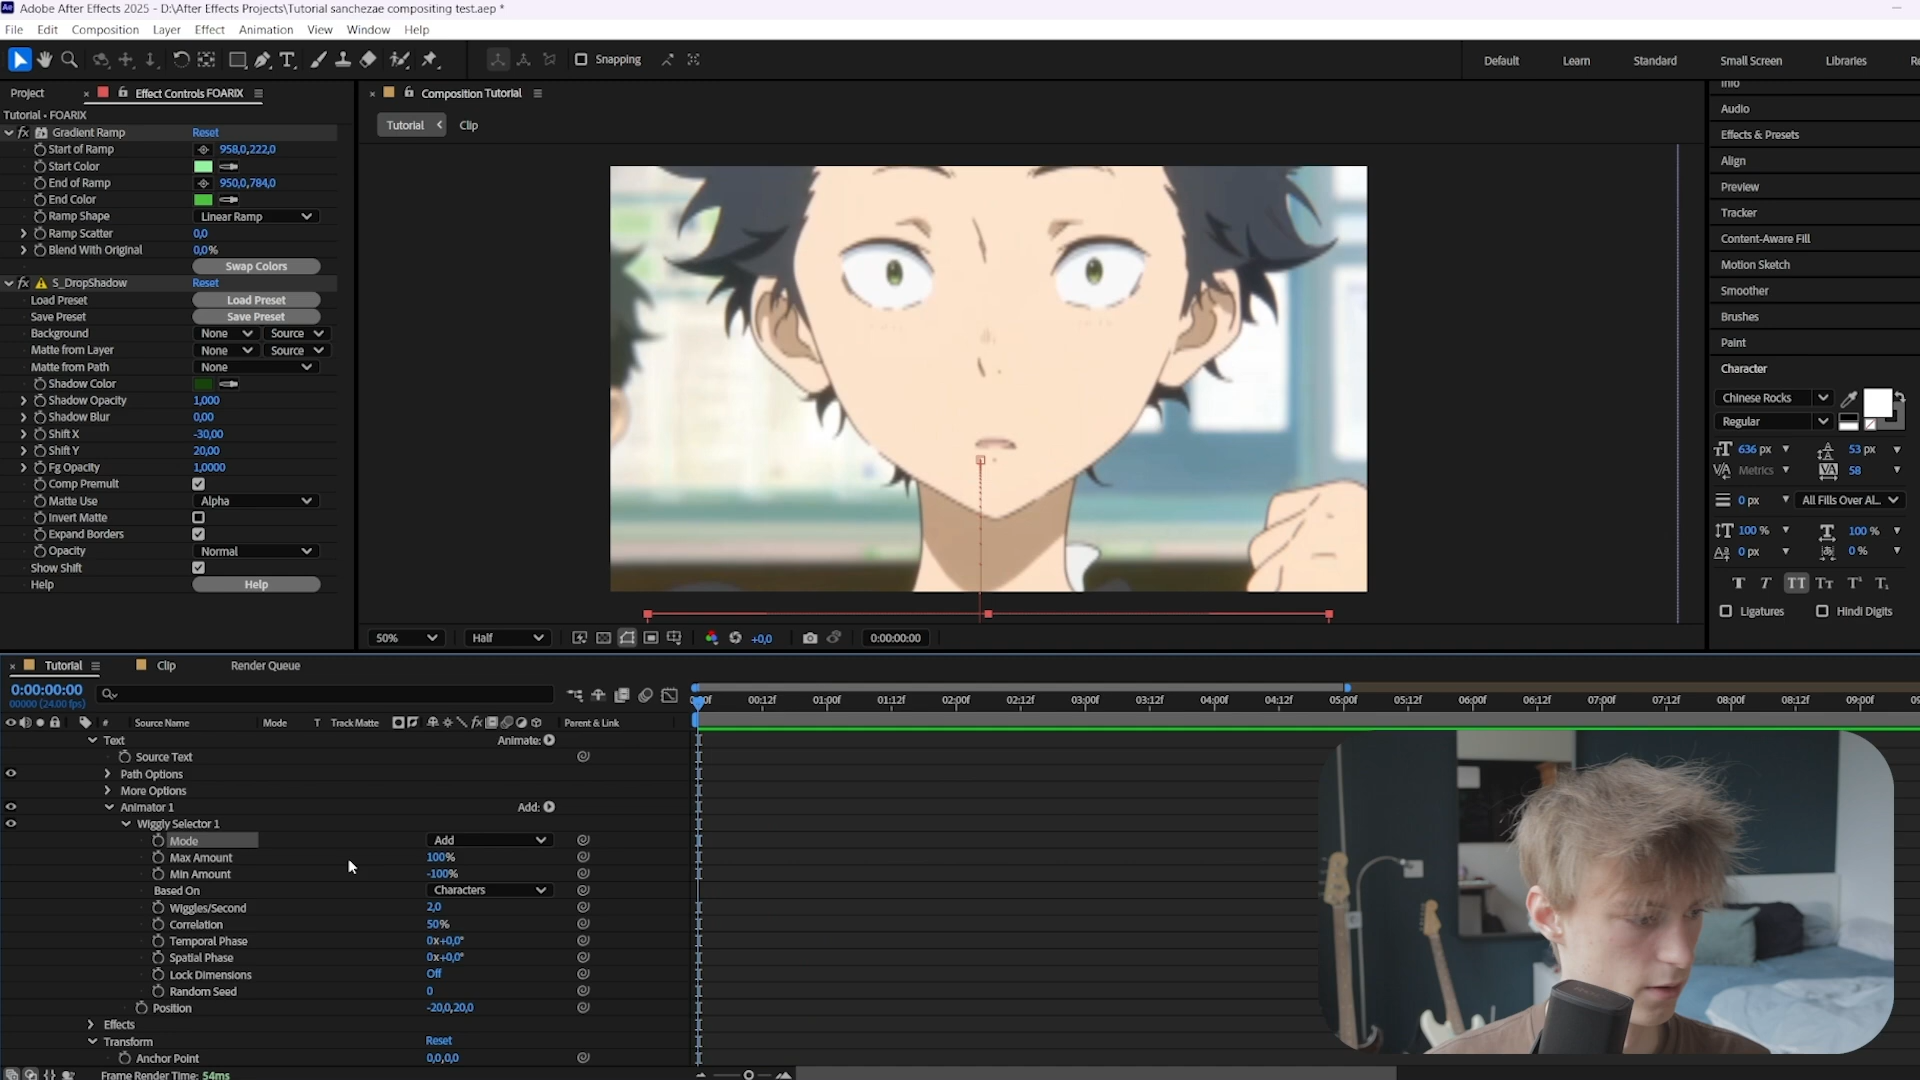 Adobe After Effects 2025 - D:\After Effects Projects\Tutorial sanchezae compositing test.aep *
File Edit Composition Layer Effect Animation View Window Help
Snapping
Default Learn Standard Small Screen Libraries Re
Project Effect Controls FOARIX
Tutorial • FOARIX
fx Gradient Ramp Reset
Start of Ramp 958,0,222,0
Start Color
End of Ramp 950,0,784,0
End Color
Ramp Shape Linear Ramp
Ramp Scatter 0,0
Blend With Original 0,0%
Swap Colors
fx S_DropShadow Reset
Load Preset Load Preset
Save Preset Save Preset
Background None Source
Matte from Layer None Source
Matte from Path None
Shadow Color
Shadow Opacity 1,000
Shadow Blur 0,00
Shift X -30,00
Shift Y 20,00
Fg Opacity 1,0000
Comp Premult
Matte Use Alpha
Invert Matte
Expand Borders
Opacity Normal
Show Shift
Help Help
Composition Tutorial
Tutorial Clip
50% Half +0,0 0:00:00:00
Info
Audio
Effects & Presets
Align
Preview
Tracker
Content-Aware Fill
Motion Sketch
Smoother
Brushes
Paint
Character
Chinese Rocks
Regular
636 px 53 px
Metrics 58
0 px All Fills Over Al...
100 % 100 %
0 px 0 %
T T TT Tт T¹ T₁
Ligatures Hindi Digits
Tutorial Clip Render Queue
0:00:00:00
00000 (24.00 fps)
# Source Name Mode T Track Matte fx Parent & Link
00:12f 01:00f 01:12f 02:00f 02:12f 03:00f 03:12f 04:00f 04:12f 05:00f 05:12f 06:00f 06:12f 07:00f 07:12f 08:00f 08:12f 09:00f
Text Animate:
Source Text
Path Options
More Options
Animator 1 Add:
Wiggly Selector 1
Mode Add
Max Amount 100%
Min Amount -100%
Based On Characters
Wiggles/Second 2,0
Correlation 50%
Temporal Phase 0x+0,0°
Spatial Phase 0x+0,0°
Lock Dimensions Off
Random Seed 0
Position -20,0,20,0
Effects
Transform Reset
Anchor Point 0,0,0,0
Frame Render Time: 54ms